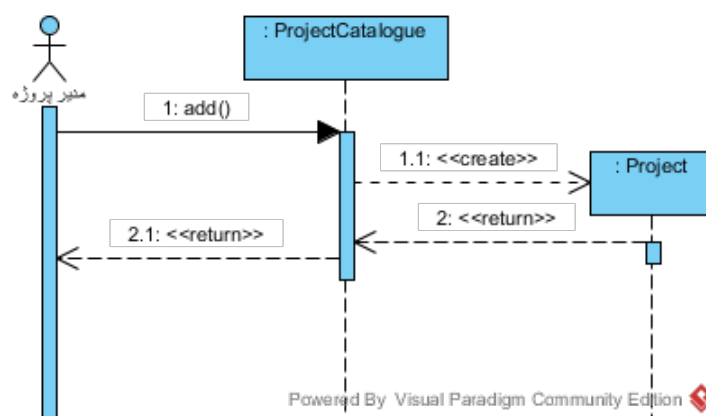 : ProjectCatalogue
مدیر پروژه
1: add()
1.1: <<create>>
: Project
2: <<return>>
2.1: <<return>>
Powered By Visual Paradigm Community Edition